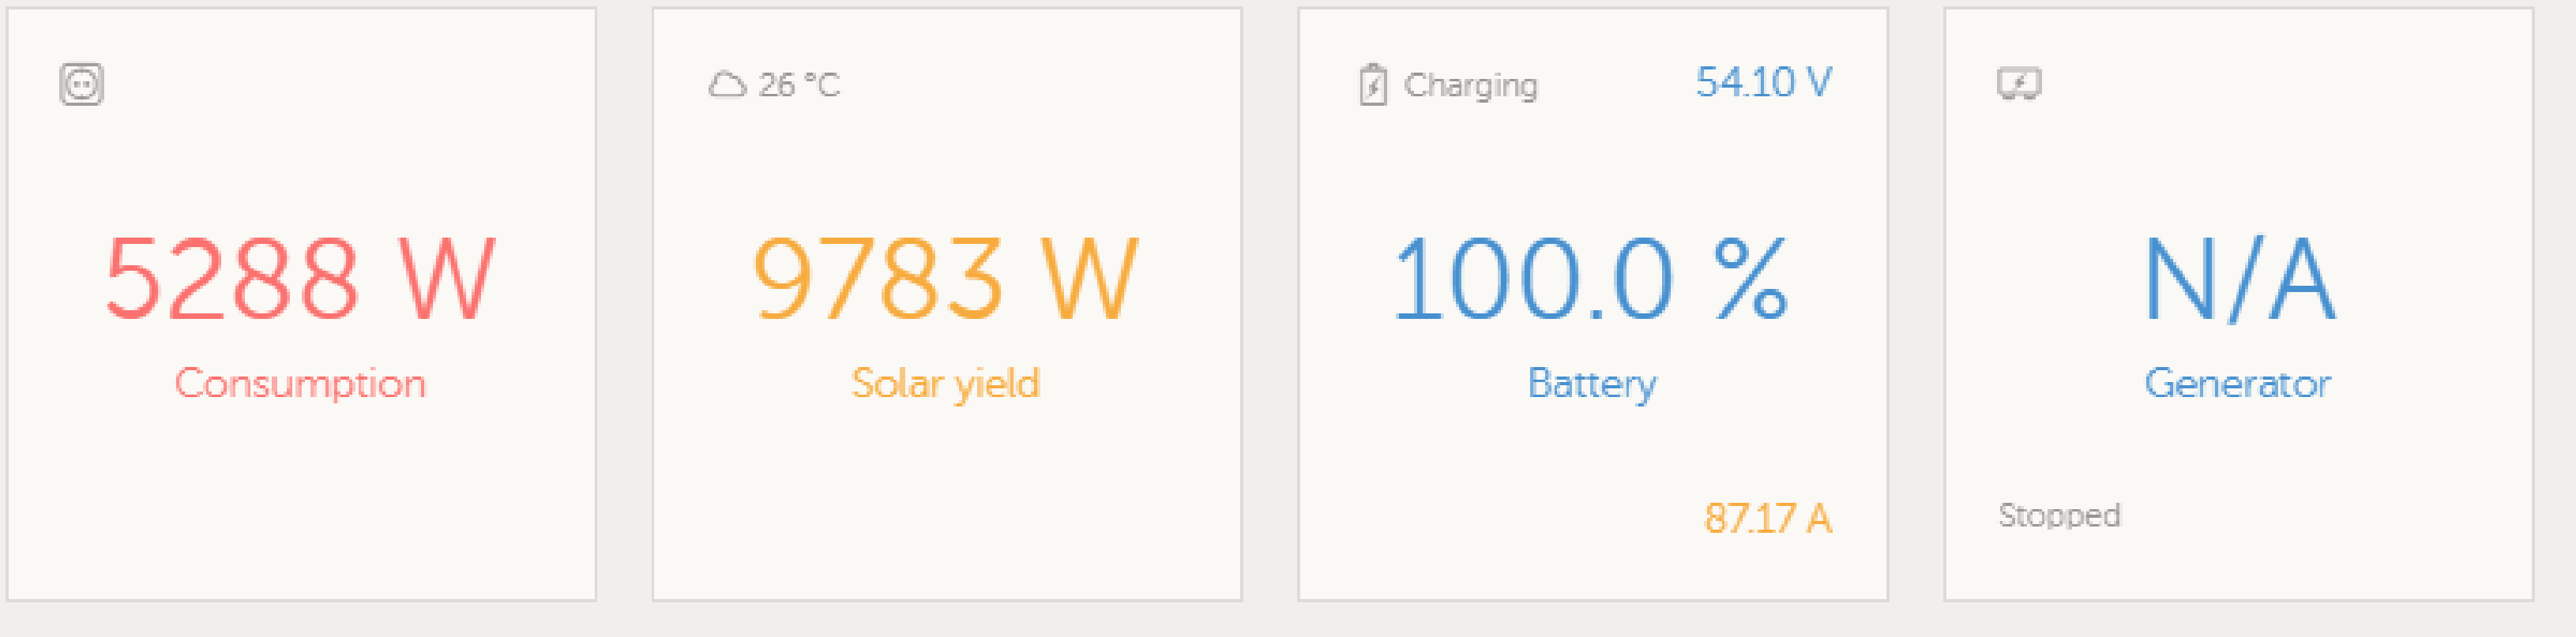 5288 W
Consumption
26 °C
9783 W
Solar yield
Charging
54.10 V
100.0 %
Battery
87.17 A
N/A
Generator
Stopped